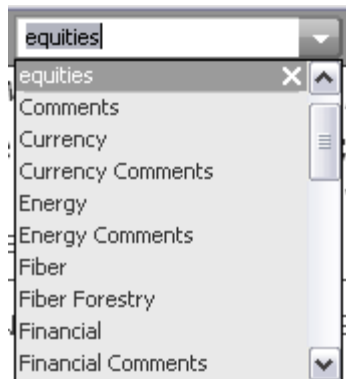 equities
equities
Comments
Currency
Currency Comments
Energy
Energy Comments
Fiber
Fiber Forestry
Financial
Financial Comments